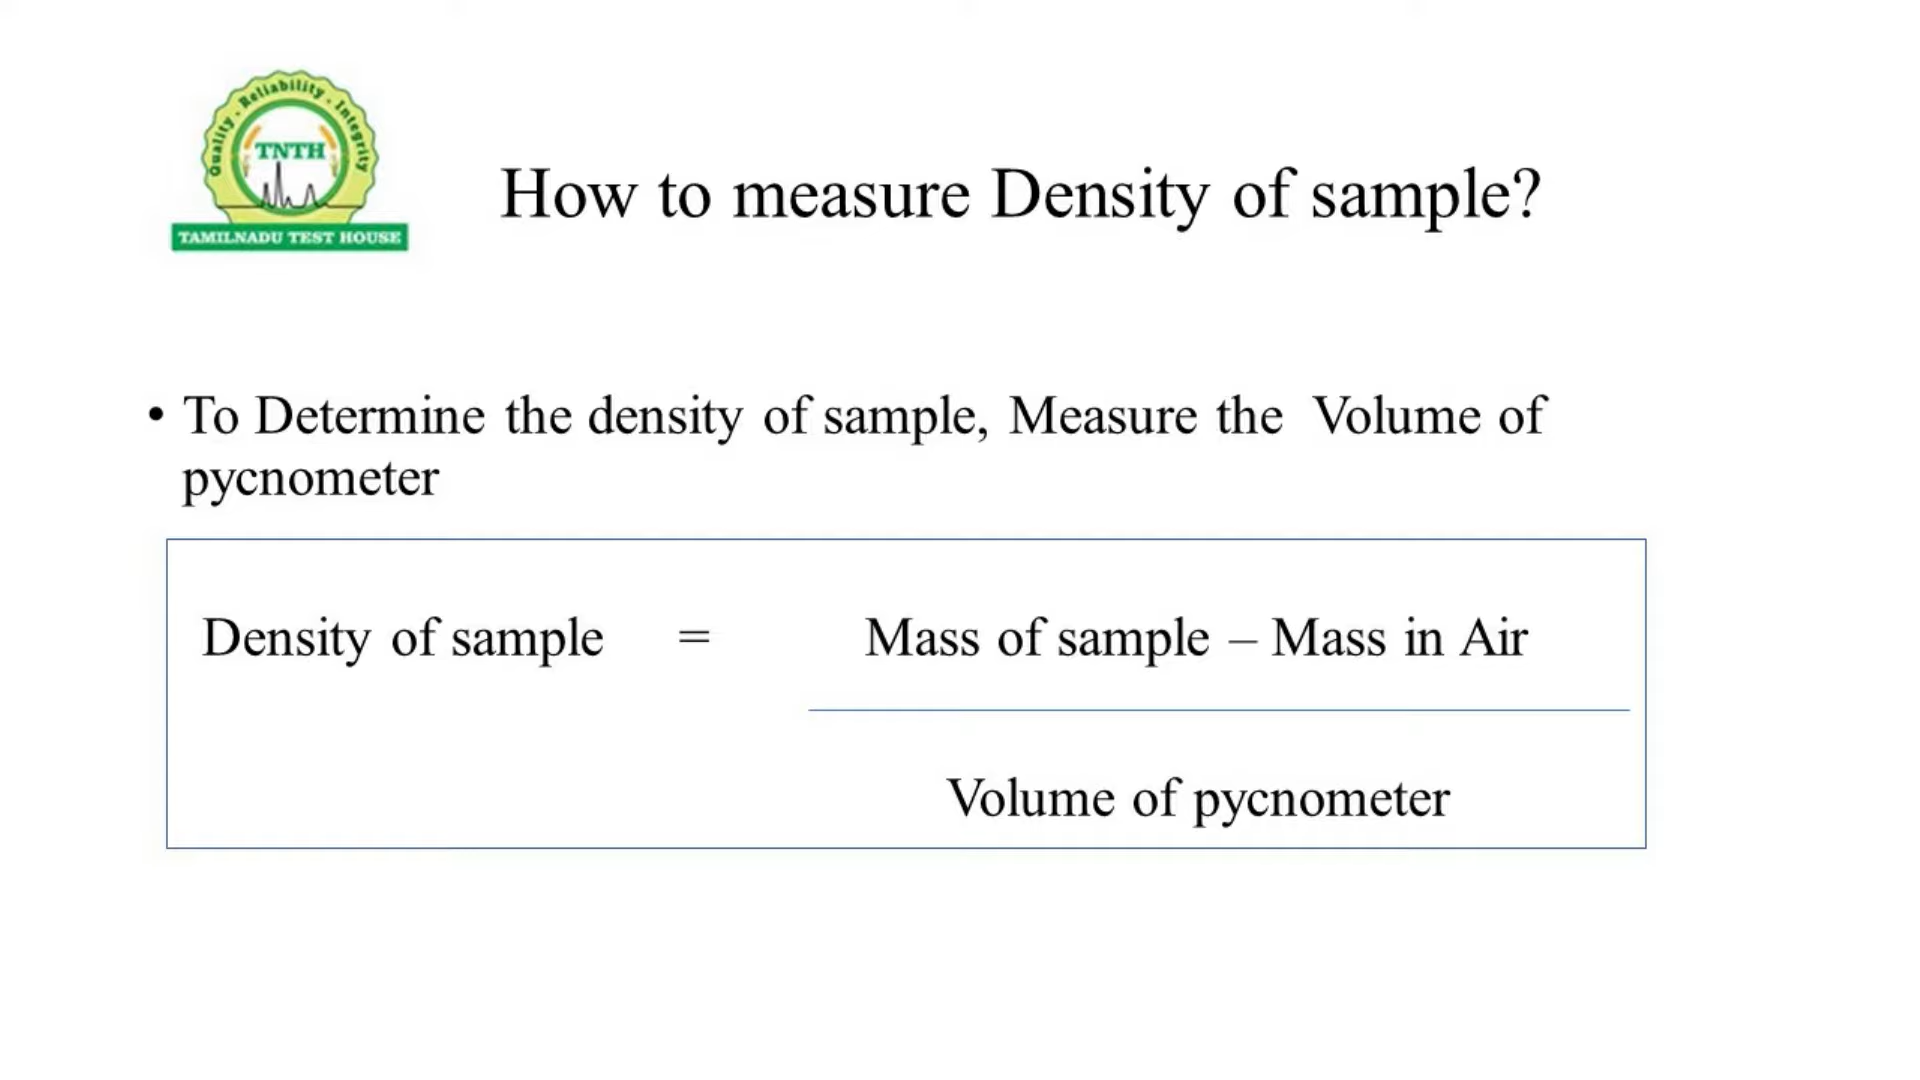 Quality . Reliability . Integrity
TNTH
TAMILNADU TEST HOUSE
How to measure Density of sample?
• To Determine the density of sample, Measure the Volume of
pycnometer
Density of sample = Mass of sample – Mass in Air
Volume of pycnometer